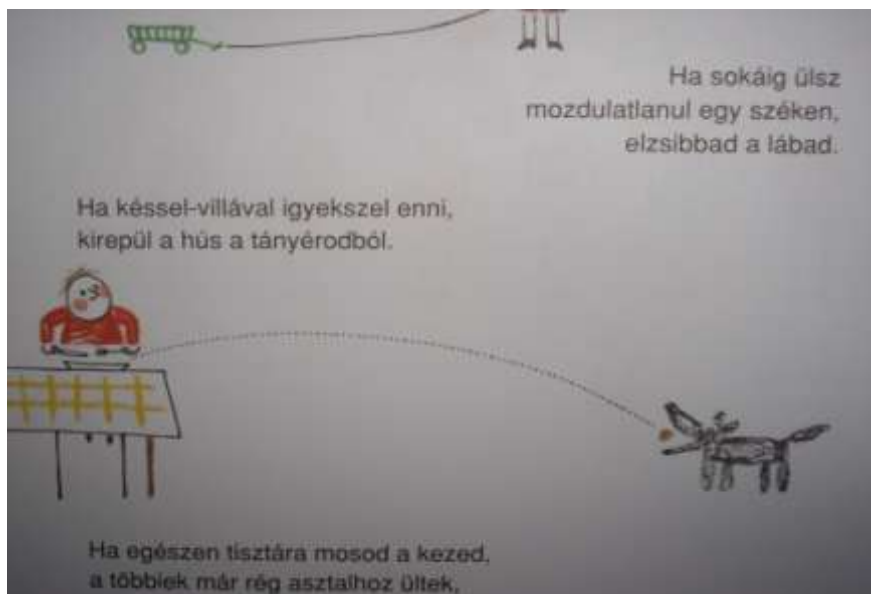 Ha sokáig ülsz
mozdulatlanul egy széken,
elzsibbad a lábad.
Ha késsel-villával igyekszel enni,
kirepül a hús a tányérodból.
Ha egészen tisztára mosod a kezed,
a többiek már rég asztalhoz ültek,